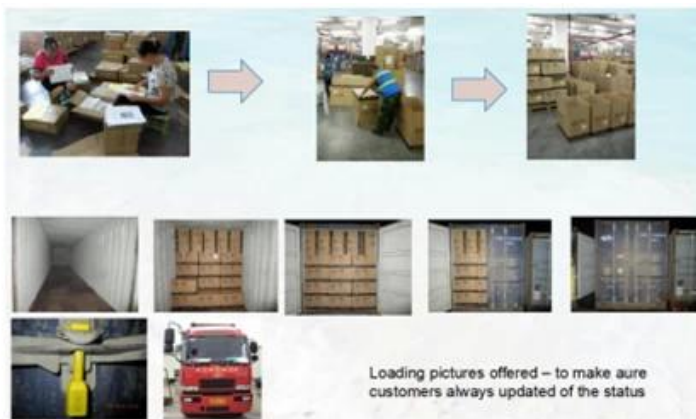 Loading pictures offered – to make aure
customers always updated of the status